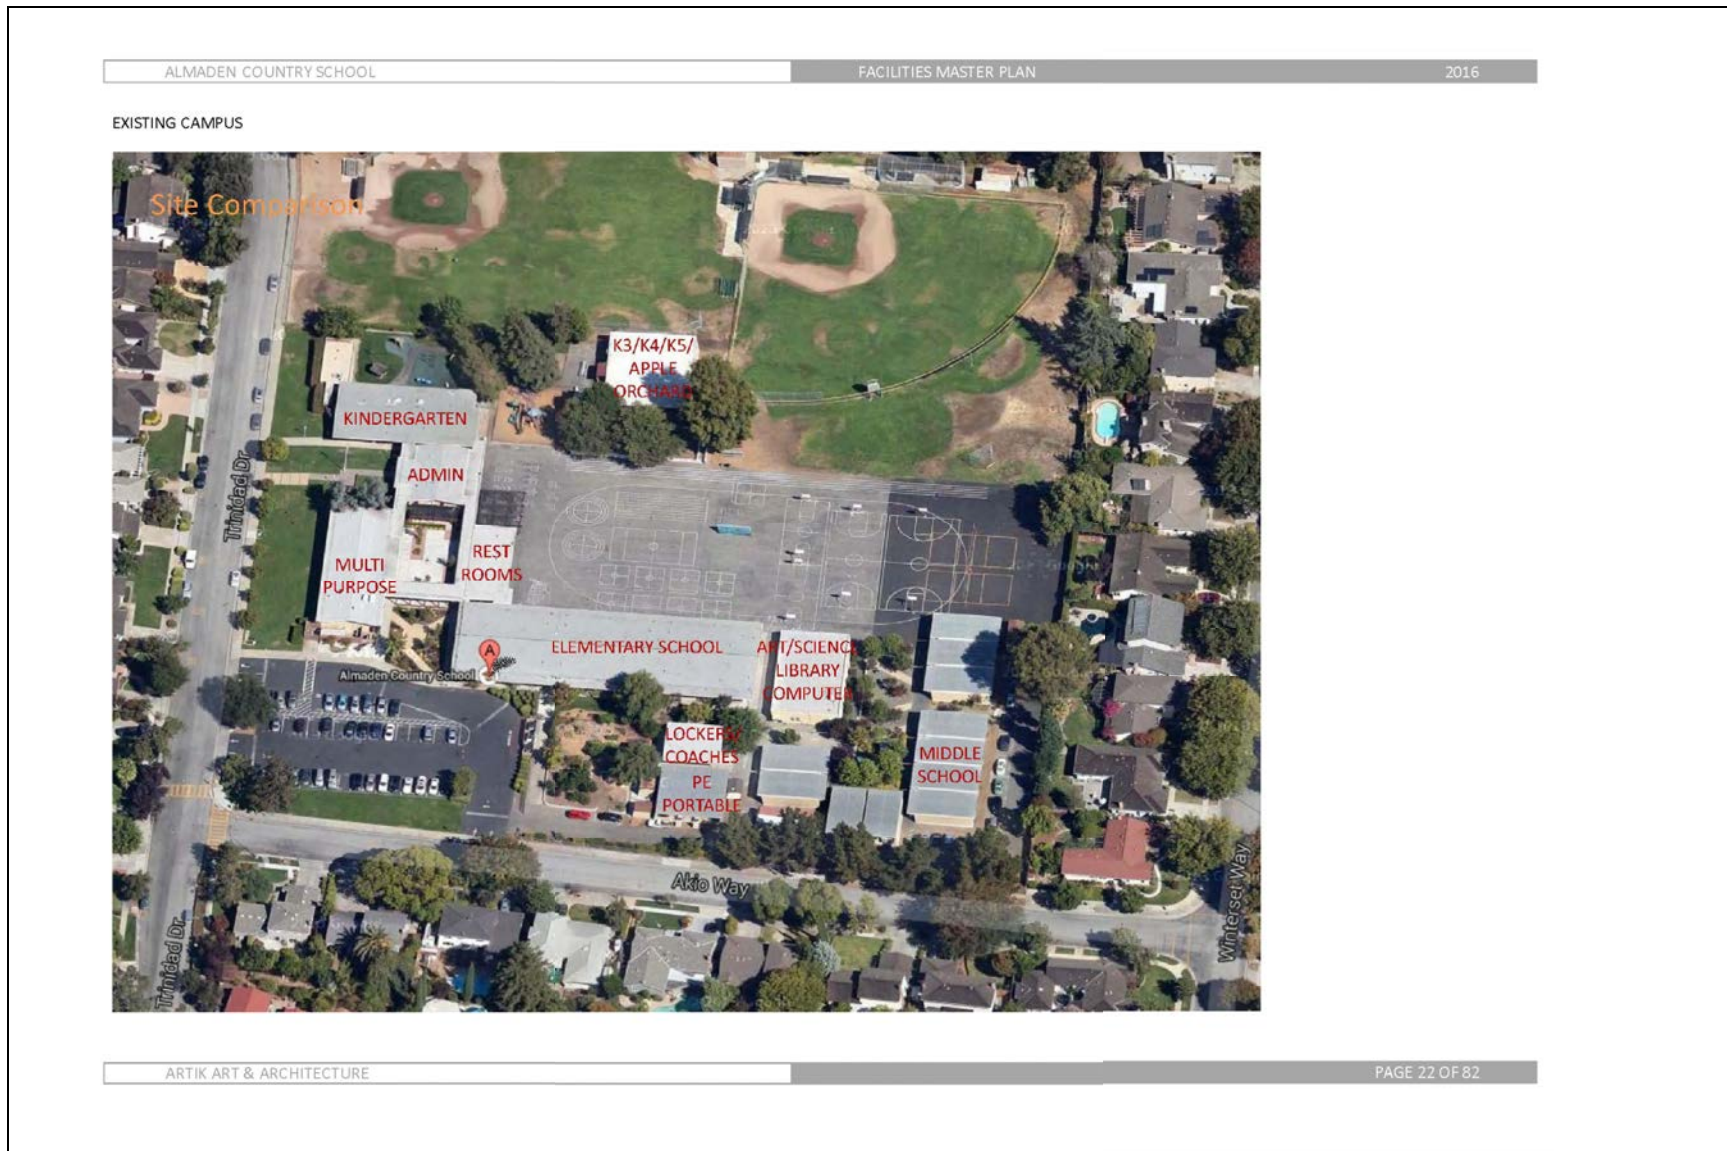 ALMADEN COUNTRY SCHOOL
FACILITIES MASTER PLAN
2016
EXISTING CAMPUS
Site Comparison
K3/K4/K5/
APPLE
ORCHARD
KINDERGARTEN
ADMIN
Trinidad Dr
REST
ROOMS
MULTI
PURPOSE
ELEMENTARY SCHOOL
A
Almaden Country School
ART/SCIENC
LIBRARY
COMPUTER
LOCKERS/
COACHES
PE
PORTABLE
MIDDLE
SCHOOL
Akio Way
Winterset Way
Trinidad Dr.
ARTIK ART & ARCHITECTURE
PAGE 22 OF 82